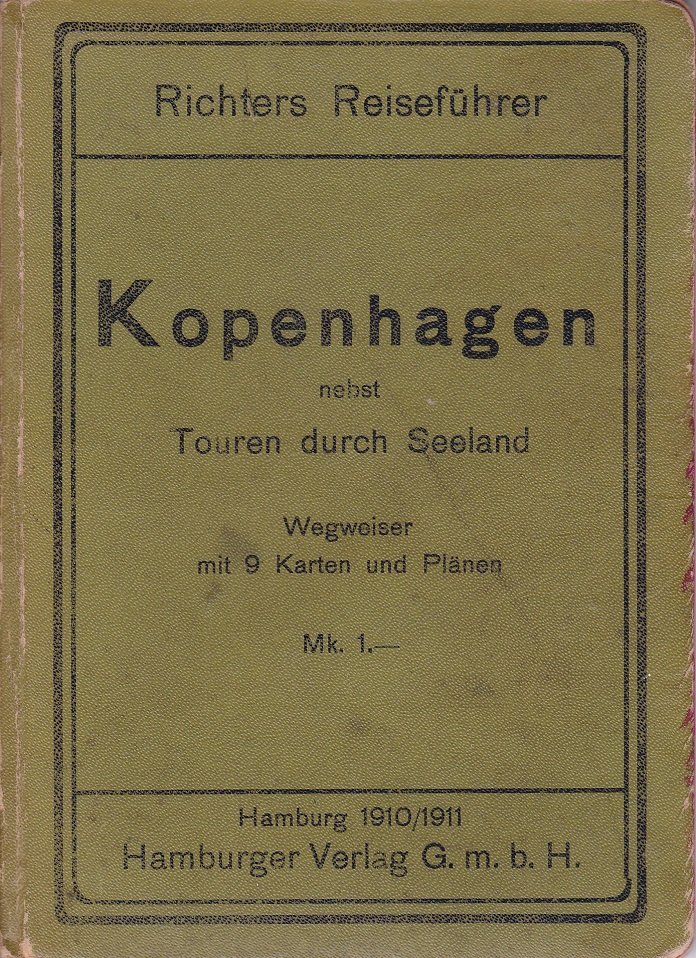 Richters Reiseführer
Kopenhagen
nebst
Touren durch Seeland
Wegweiser
mit 9 Karten und Plänen
Mk. 1.—
Hamburg 1910/1911
Hamburger Verlag G. m. b. H.